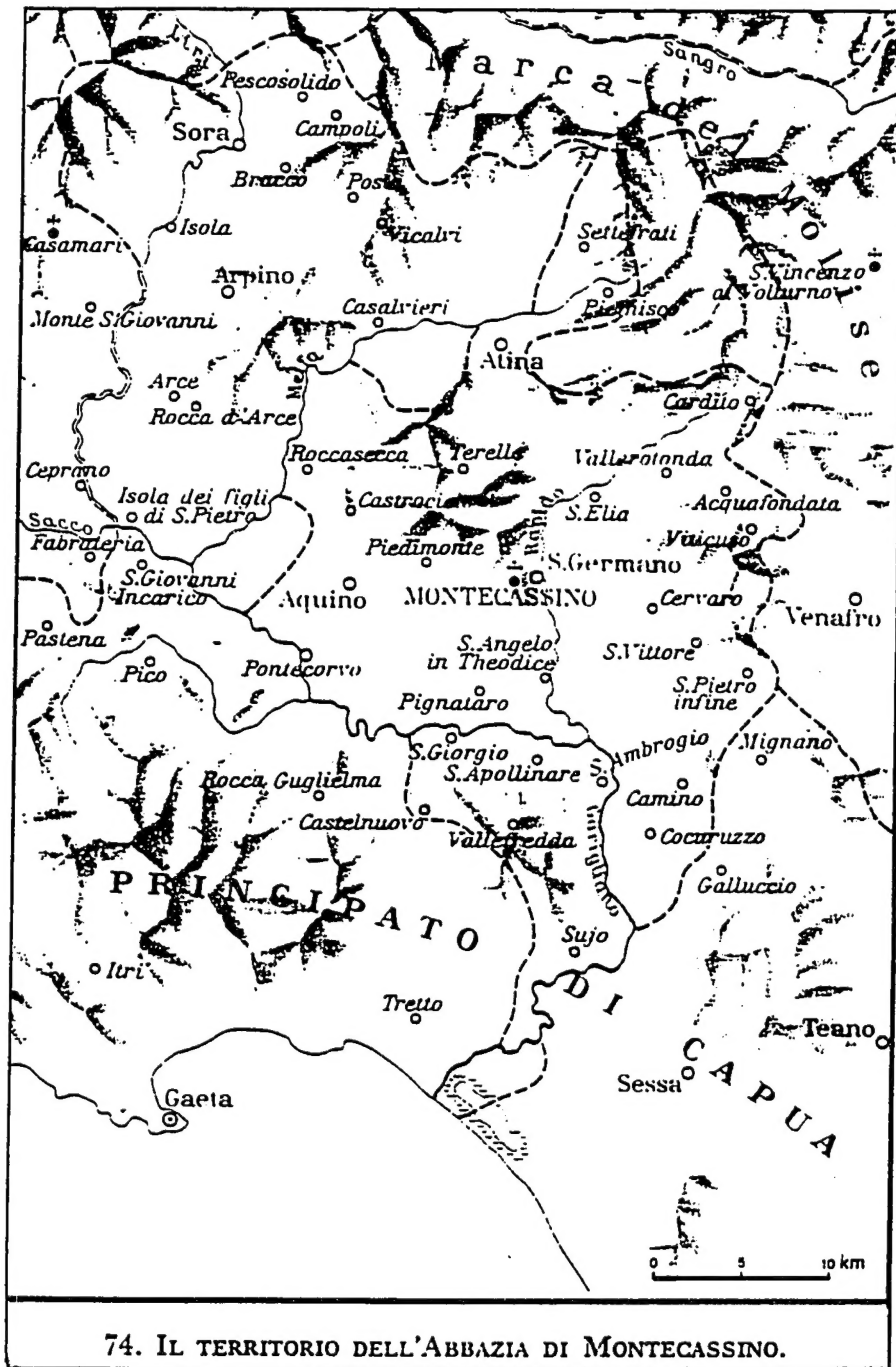 Liri
Sangro
Marca dei Molise
Pescosolido
Sora
Campoli
Brocco
Posta
Casamari
Isola
Vicalvi
Settefrati
S.Vincenzo
al Volturno
Arpino
Monte S.Giovanni
Casalvieri
Picinisco
Atina
Melfa
Arce
Rocca d'Arce
Cardito
Ceprano
Roccasecca
Terelle
Vallerotonda
Isola dei figli
di S.Pietro
S.Elia
Acquafondata
Sacco
Rapido
Fabrateria
Piedimonte
Viticuso
S.Giovanni
Incarico
Aquino
MONTECASSINO
S.Germano
Cervaro
Venafro
Pastena
Pico
Pontecorvo
S.Angelo
in Theodice
S.Vittore
Pignataro
S.Pietro
infine
S.Giorgio
S.Apollinare
S. Ambrogio
Mignano
Rocca Guglielma
Camino
Castelnuovo
Vallefredda
Garigliano
Cocuruzzo
Galluccio
PRINCIPATO DI CAPUA
Itri
Sujo
Tretto
Teano
Sessa
Gaeta
0 5 10 km
74. IL TERRITORIO DELL'ABBAZIA DI MONTECASSINO.